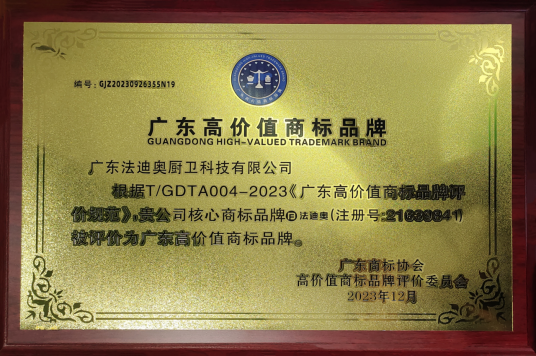 编号：GJZ20230926355N19
广东高价值商标品牌
GUANGDONG HIGH-VALUED TRADEMARK BRAND
广东法迪奥厨卫科技有限公司
根据T/GDTA004-2023《广东高价值商标品牌评
价规范》，贵公司核心商标品牌 法迪奥（注册号:21639841）
被评价为广东高价值商标品牌。
广东商标协会
高价值商标品牌评价委员会
2023年12月